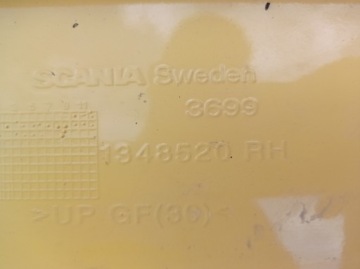 SCANIA Sweden
3699
1348520 RH
>UP GF(30)<